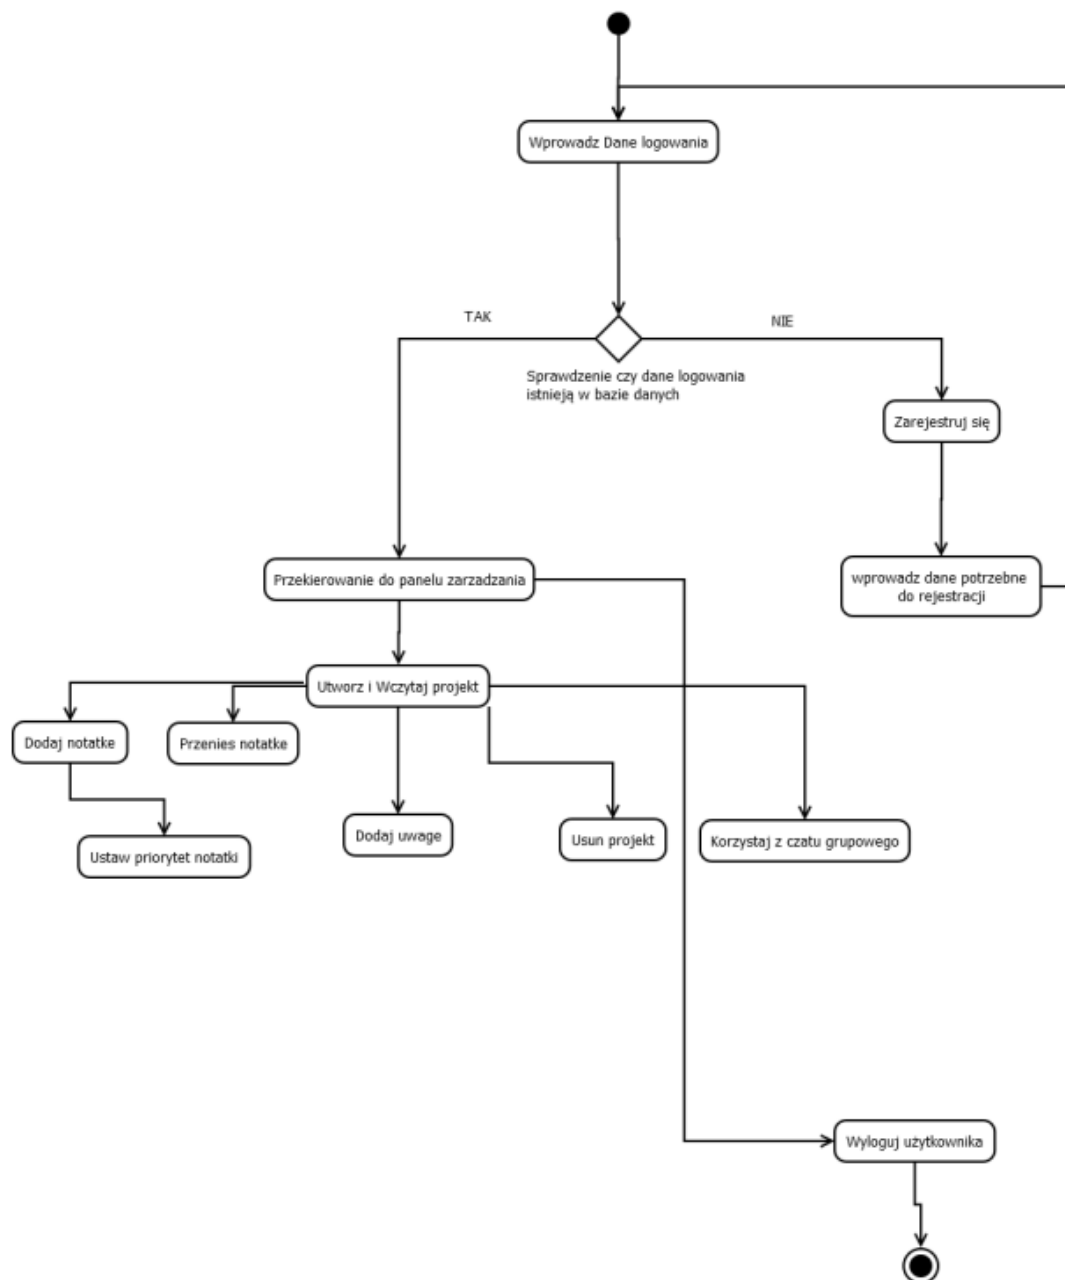 Wprowadz Dane logowania
TAK
NIE
Sprawdzenie czy dane logowania
istnieją w bazie danych
Zarejestruj się
Przekierowanie do panelu zarzadzania
wprowadz dane potrzebne
do rejestracji
Utworz i Wczytaj projekt
Dodaj notatke
Przenies notatke
Ustaw priorytet notatki
Dodaj uwage
Usun projekt
Korzystaj z czatu grupowego
Wyloguj użytkownika